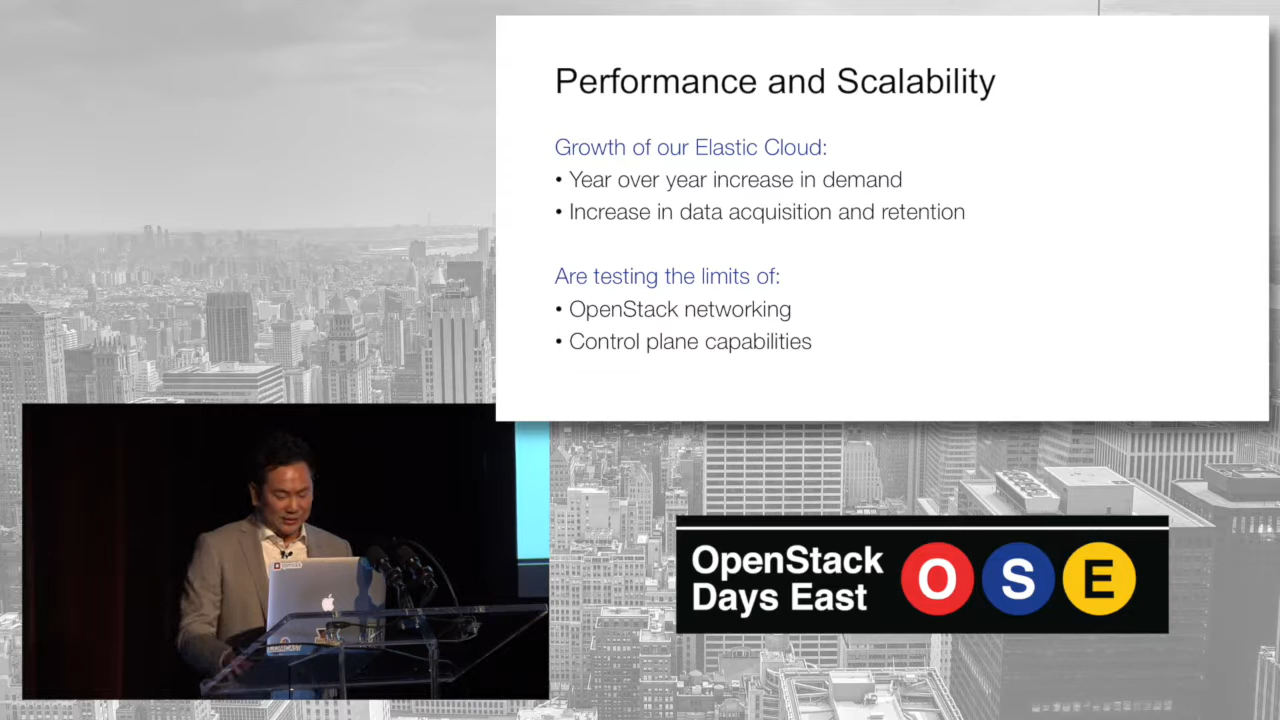 Performance and Scalability
Growth of our Elastic Cloud:
• Year over year increase in demand
• Increase in data acquisition and retention
Are testing the limits of:
• OpenStack networking
• Control plane capabilities
OpenStack
Days East
O S E